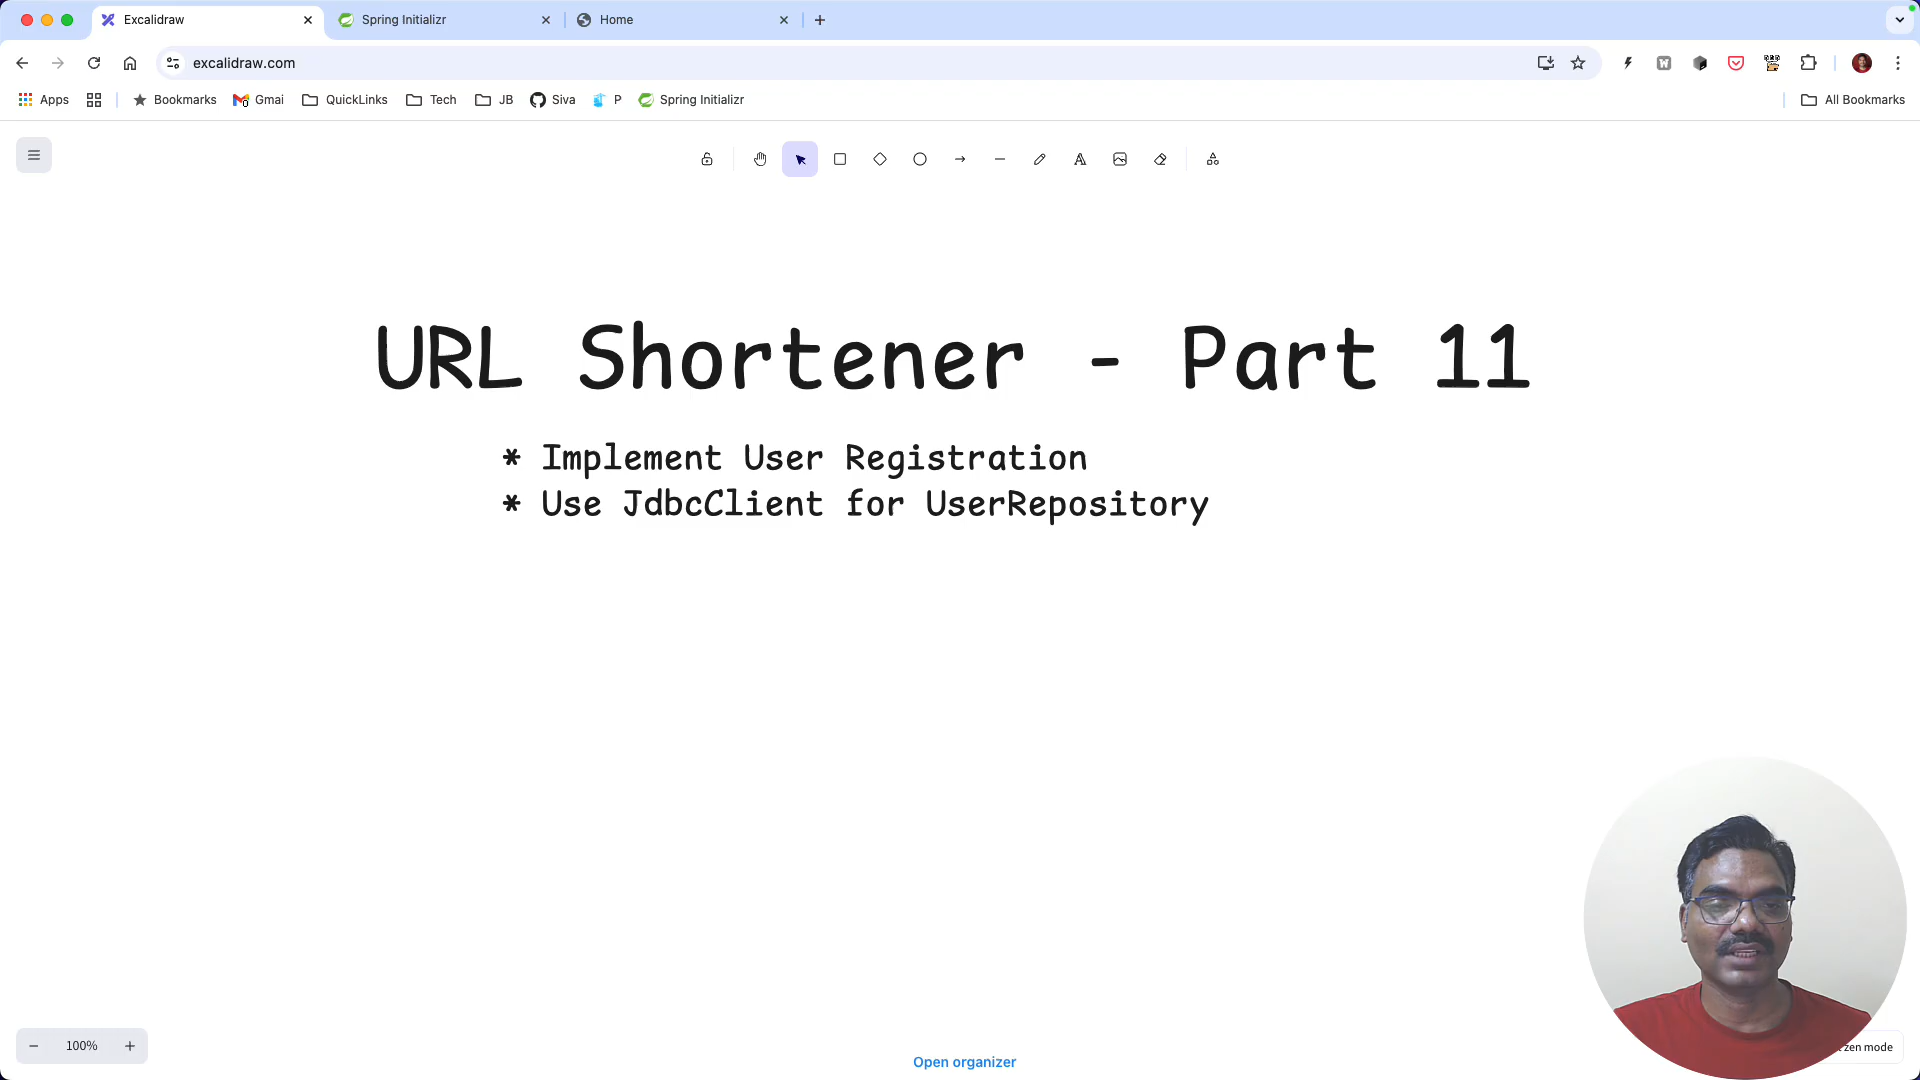 Excalidraw
Spring Initializr
Home
excalidraw.com
Apps
Bookmarks
Gmai
QuickLinks
Tech
JB
Siva
P
Spring Initializr
All Bookmarks
URL Shortener - Part 11
* Implement User Registration
* Use JdbcClient for UserRepository
100%
Open organizer
zen mode